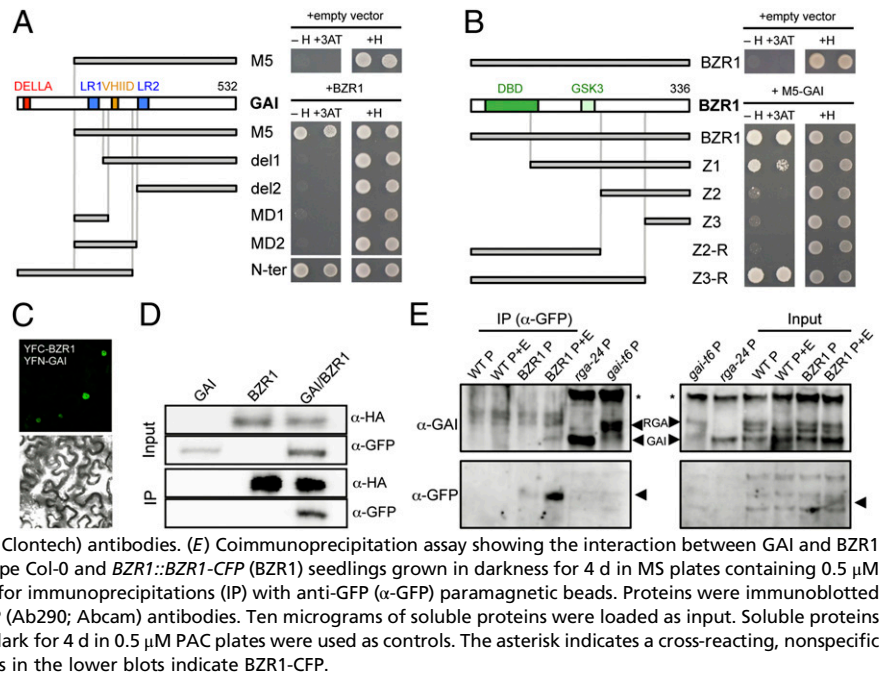 A
+empty vector
– H +3AT +H
M5
DELLA LR1 VHIID LR2 532
GAI
+BZR1
– H +3AT +H
M5
del1
del2
MD1
MD2
N-ter
B
+empty vector
– H +3AT +H
BZR1
DBD GSK3 336
BZR1
+ M5-GAI
– H +3AT +H
BZR1
Z1
Z2
Z3
Z2-R
Z3-R
C
YFC-BZR1
YFN-GAI
D
GAI BZR1 GAI/BZR1
Input
α-HA
α-GFP
IP
α-HA
α-GFP
E
IP (α-GFP)
WT P WT P+E BZR1 P BZR1 P+E rga-24 P gai-t6 P
Input
gai-t6 P rga-24 P WT P WT P+E BZR1 P BZR1 P+E
α-GAI
* *
RGA
GAI
α-GFP
Clontech) antibodies. (E) Coimmunoprecipitation assay showing the interaction between GAI and BZR1
pe Col-0 and BZR1::BZR1-CFP (BZR1) seedlings grown in darkness for 4 d in MS plates containing 0.5 μM
for immunoprecipitations (IP) with anti-GFP (α-GFP) paramagnetic beads. Proteins were immunoblotted
(Ab290; Abcam) antibodies. Ten micrograms of soluble proteins were loaded as input. Soluble proteins
lark for 4 d in 0.5 μM PAC plates were used as controls. The asterisk indicates a cross-reacting, nonspecific
s in the lower blots indicate BZR1-CFP.